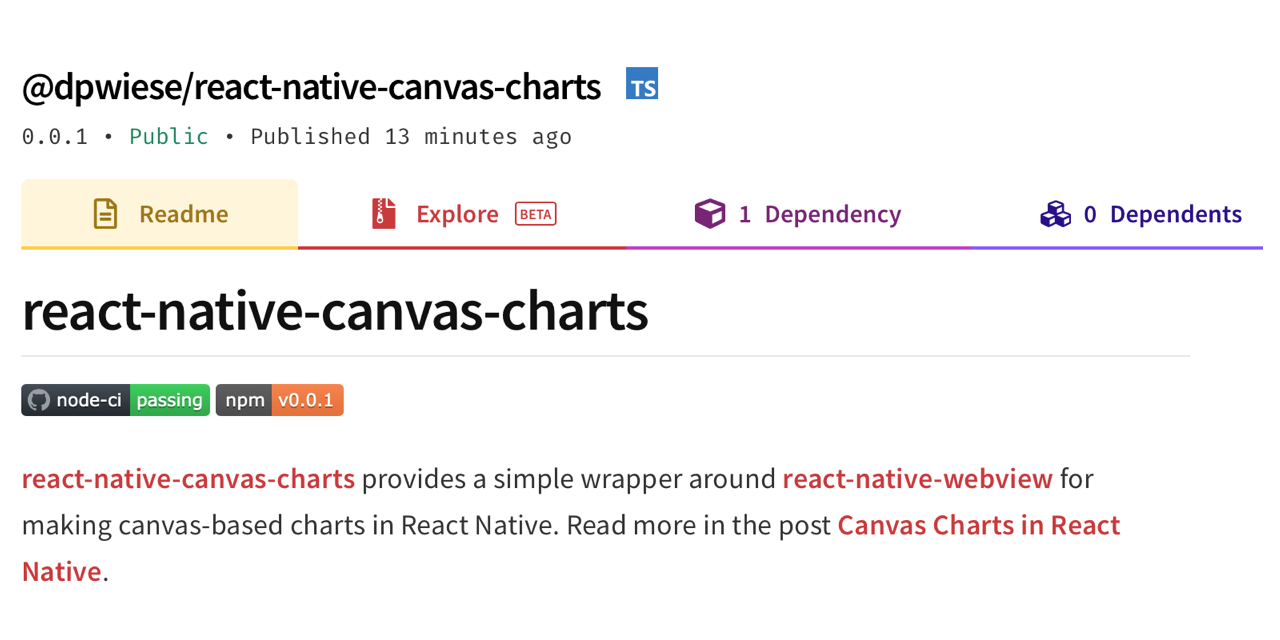 @dpwiese/react-native-canvas-charts TS
0.0.1 • Public • Published 13 minutes ago
Readme Explore BETA 1 Dependency 0 Dependents
react-native-canvas-charts
node-ci passing npm v0.0.1
react-native-canvas-charts provides a simple wrapper around react-native-webview for
making canvas-based charts in React Native. Read more in the post Canvas Charts in React
Native.